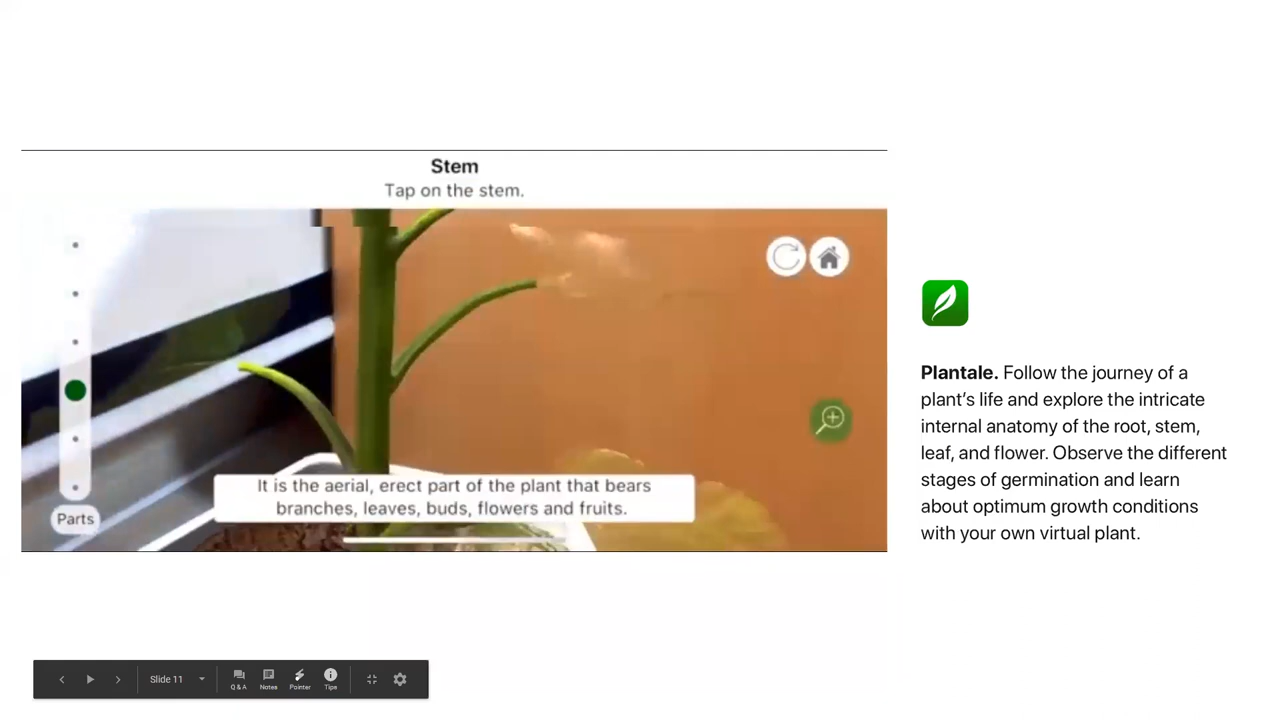 Stem
Tap on the stem.
Parts
It is the aerial, erect part of the plant that bears
branches, leaves, buds, flowers and fruits.
Plantale. Follow the journey of a
plant’s life and explore the intricate
internal anatomy of the root, stem,
leaf, and flower. Observe the different
stages of germination and learn
about optimum growth conditions
with your own virtual plant.
Slide 11
Q & A
Notes
Pointer
Tips